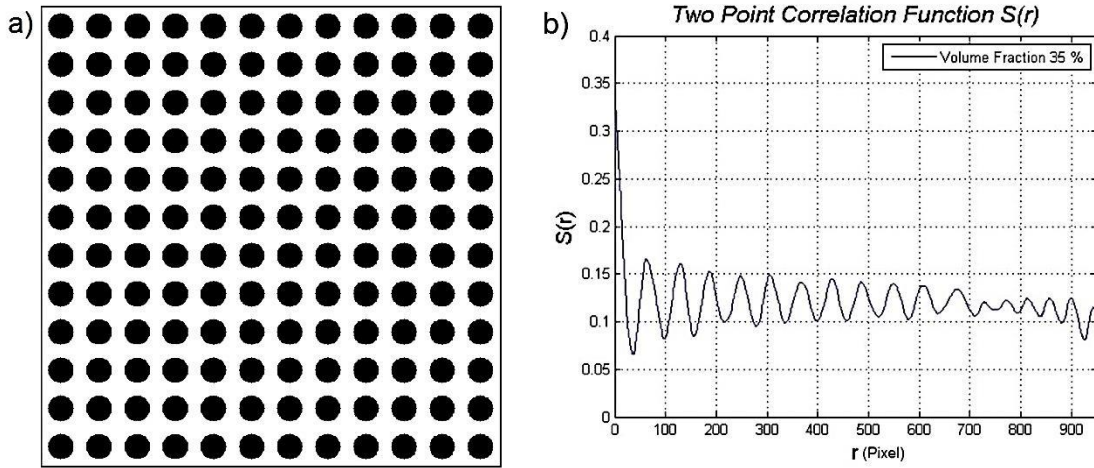 a)
b)
Two Point Correlation Function S(r)
Volume Fraction 35 %
0.4
0.35
0.3
0.25
0.2
0.15
0.1
0.05
0
S(r)
0 100 200 300 400 500 600 700 800 900
r (Pixel)